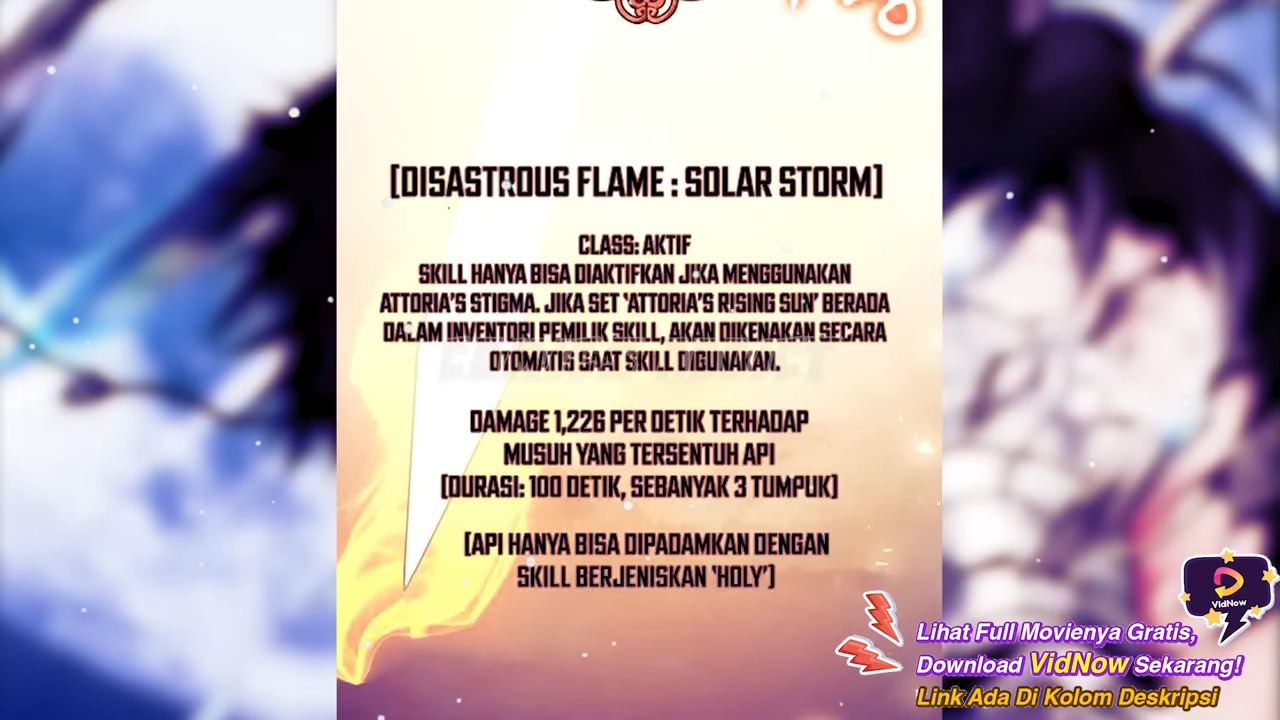 [DISASTROUS FLAME : SOLAR STORM]
CLASS: AKTIF
SKILL HANYA BISA DIAKTIFKAN JIKA MENGGUNAKAN
ATTORIA'S STIGMA. JIKA SET 'ATTORIA'S RISING SUN' BERADA
DALAM INVENTORI PEMILIK SKILL, AKAN DIKENAKAN SECARA
OTOMATIS SAAT SKILL DIGUNAKAN.
DAMAGE 1,226 PER DETIK TERHADAP
MUSUH YANG TERSENTUH API
[DURASI: 100 DETIK, SEBANYAK 3 TUMPUK]
[API HANYA BISA DIPADAMKAN DENGAN
SKILL BERJENISKAN 'HOLY']
VidNow
Lihat Full Movienya Gratis,
Download VidNow Sekarang!
Link Ada Di Kolom Deskripsi